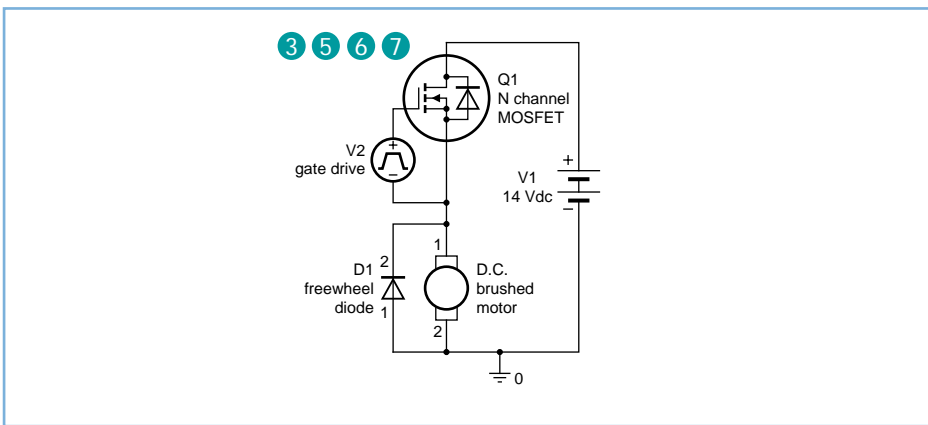 3 5 6 7
Q1
N channel
MOSFET
+
V2
gate drive
–
+
V1
14 Vdc
–
1
2
D1
freewheel
diode
1
D.C.
brushed
motor
2
0